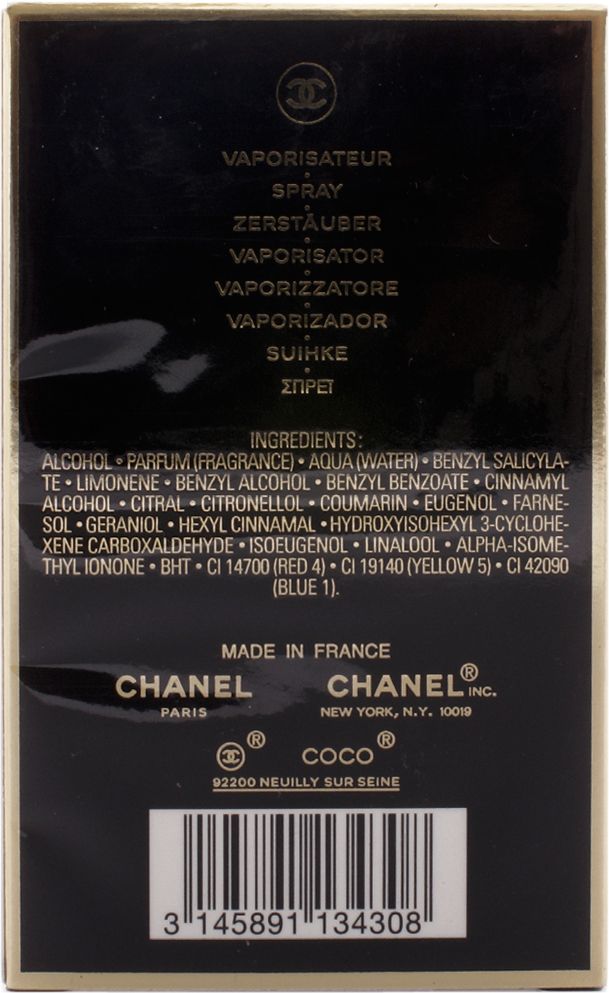 VAPORISATEUR
SPRAY
ZERSTÄUBER
VAPORISATOR
VAPORIZZATORE
VAPORIZADOR
SUIHKE
ΣΠΡΕΪ
INGREDIENTS:
ALCOHOL • PARFUM (FRAGRANCE) • AQUA (WATER) • BENZYL SALICYLA-
TE • LIMONENE • BENZYL ALCOHOL • BENZYL BENZOATE • CINNAMYL
ALCOHOL • CITRAL • CITRONELLOL • COUMARIN • EUGENOL • FARNE-
SOL • GERANIOL • HEXYL CINNAMAL • HYDROXYISOHEXYL 3-CYCLOHE-
XENE CARBOXALDEHYDE • ISOEUGENOL • LINALOOL • ALPHA-ISOME-
THYL IONONE • BHT • CI 14700 (RED 4) • CI 19140 (YELLOW 5) • CI 42090
(BLUE 1).
MADE IN FRANCE
CHANEL CHANEL® INC.
PARIS NEW YORK, N.Y. 10019
® COCO®
92200 NEUILLY SUR SEINE
3 145891 134308